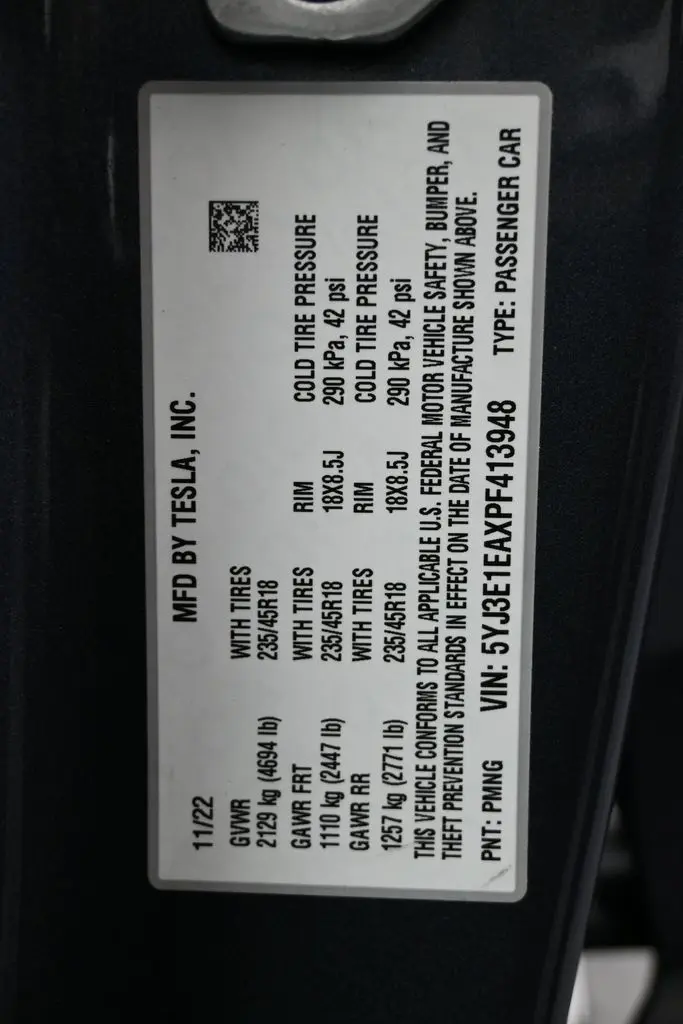 MFD BY TESLA, INC.
11/22
GVWR WITH TIRES
2129 kg (4694 lb) 235/45R18
GAWR FRT WITH TIRES RIM COLD TIRE PRESSURE
1110 kg (2447 lb) 235/45R18 18X8.5J 290 kPa, 42 psi
GAWR RR WITH TIRES RIM COLD TIRE PRESSURE
1257 kg (2771 lb) 235/45R18 18X8.5J 290 kPa, 42 psi
THIS VEHICLE CONFORMS TO ALL APPLICABLE U.S. FEDERAL MOTOR VEHICLE SAFETY, BUMPER, AND
THEFT PREVENTION STANDARDS IN EFFECT ON THE DATE OF MANUFACTURE SHOWN ABOVE.
PNT: PMNG VIN: 5YJ3E1EAXPF413948 TYPE: PASSENGER CAR